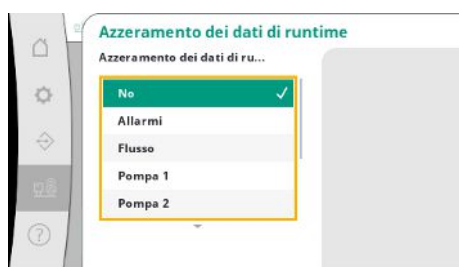 Azzeramento dei dati di runtime
Azzeramento dei dati di ru...
No
Allarmi
Flusso
Pompa 1
Pompa 2